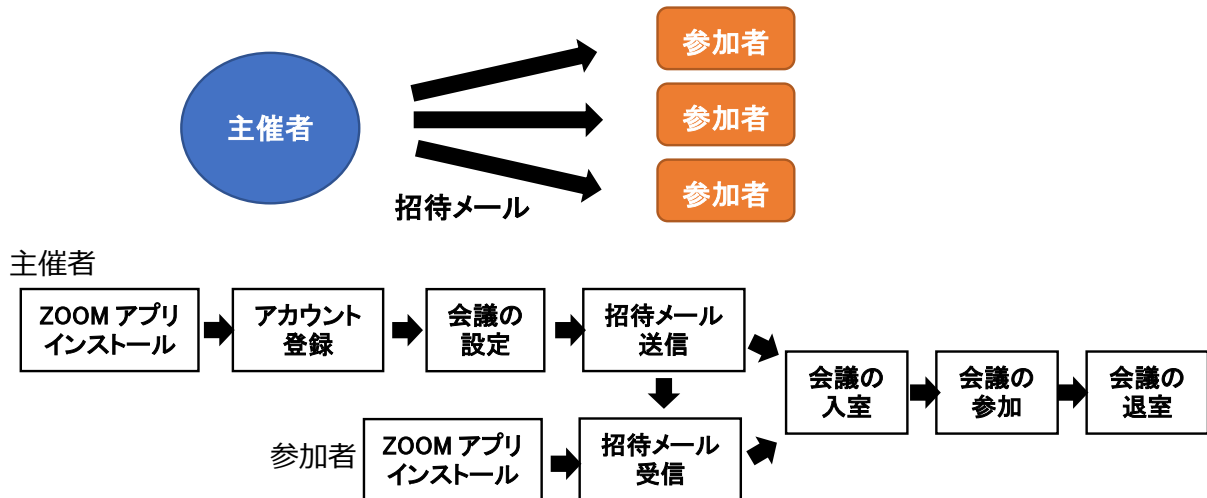 参加者
主催者
参加者
参加者
招待メール
主催者
ZOOM アプリ
インストール
アカウント
登録
会議の
設定
招待メール
送信
会議の
入室
会議の
参加
会議の
退室
参加者
ZOOM アプリ
インストール
招待メール
受信